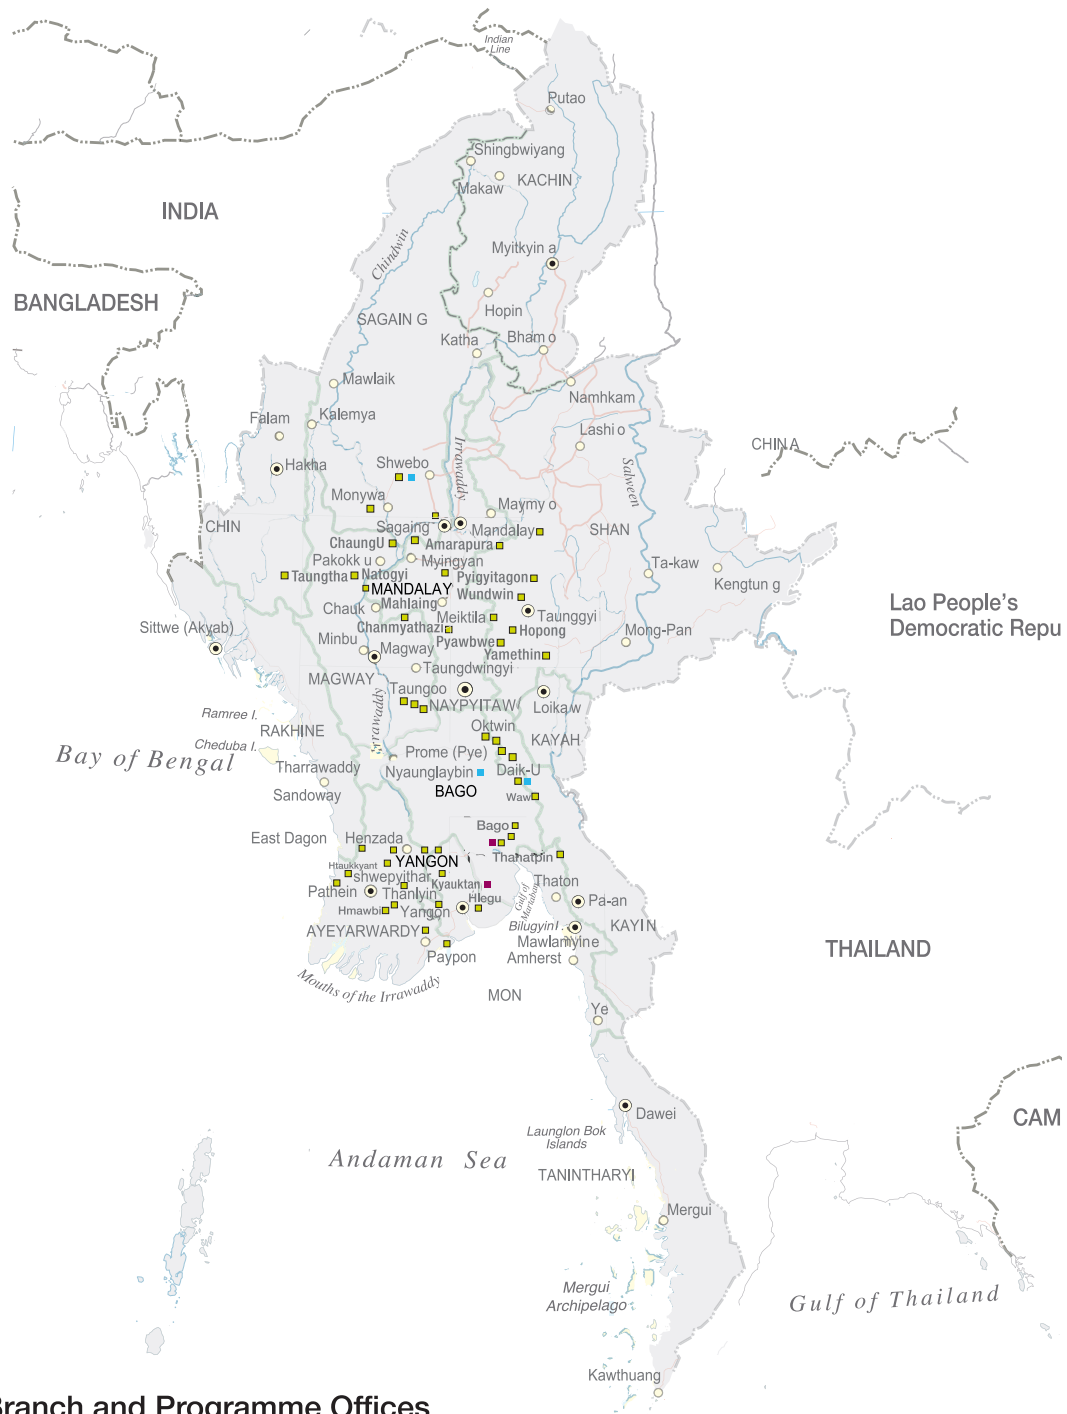 Indian
Line
Putao
Shingbwiyang
Makaw
KACHIN
INDIA
Myitkyin a
Chindwin
BANGLADESH
Hopin
SAGAIN G
Katha
Bham o
Mawlaik
Namhkam
Falam
Kalemya
Lashi o
CHIN A
Irrawaddy
Salween
Hakha
Shwebo
Monywa
Maymy o
CHIN
Sagaing
Mandalay
SHAN
ChaungU
Amarapura
Pakokk u
Myingyan
Ta-kaw
Kengtun g
Taungtha
Natogyi
Pyigyitagon
MANDALAY
Wundwin
Lao People's
Democratic Repu
Chauk
Mahlaing
Meiktila
Taunggyi
Sittwe (Akyab)
Channyathazi
Hopong
Mong-Pan
Minbu
Magway
Pyawbwe
Yamethin
Taungdwingyi
MAGWAY
Taungoo
NAYPYITAW
Loikaw
Ramree I.
Irrawaddy
RAKHINE
Oktwin
KAYAH
Cheduba I.
Bay of Bengal
Prome (Pye)
Tharrawaddy
Nyaunglaybin
Daik-U
Sandoway
BAGO
Waw
East Dagon
Henzada
Bago
Htaukkyant
YANGON
Thanatpin
shwepyithar
Kyauktan
Thaton
Pathein
Thanlyin
Hlegu
Gulf of
Martaban
Pa-an
Hmawbi
Yangon
AYEYARWARDY
Bilugyin I.
KAYIN
Mawlamyine
Paypon
Amherst
THAILAND
Mouths of the Irrawaddy
MON
Ye
Dawei
CAM
Launglon Bok
Islands
Andaman Sea
TANINTHARYI
Mergui
Mergui
Archipelago
Gulf of Thailand
Kawthuang
Branch and Programme Offices